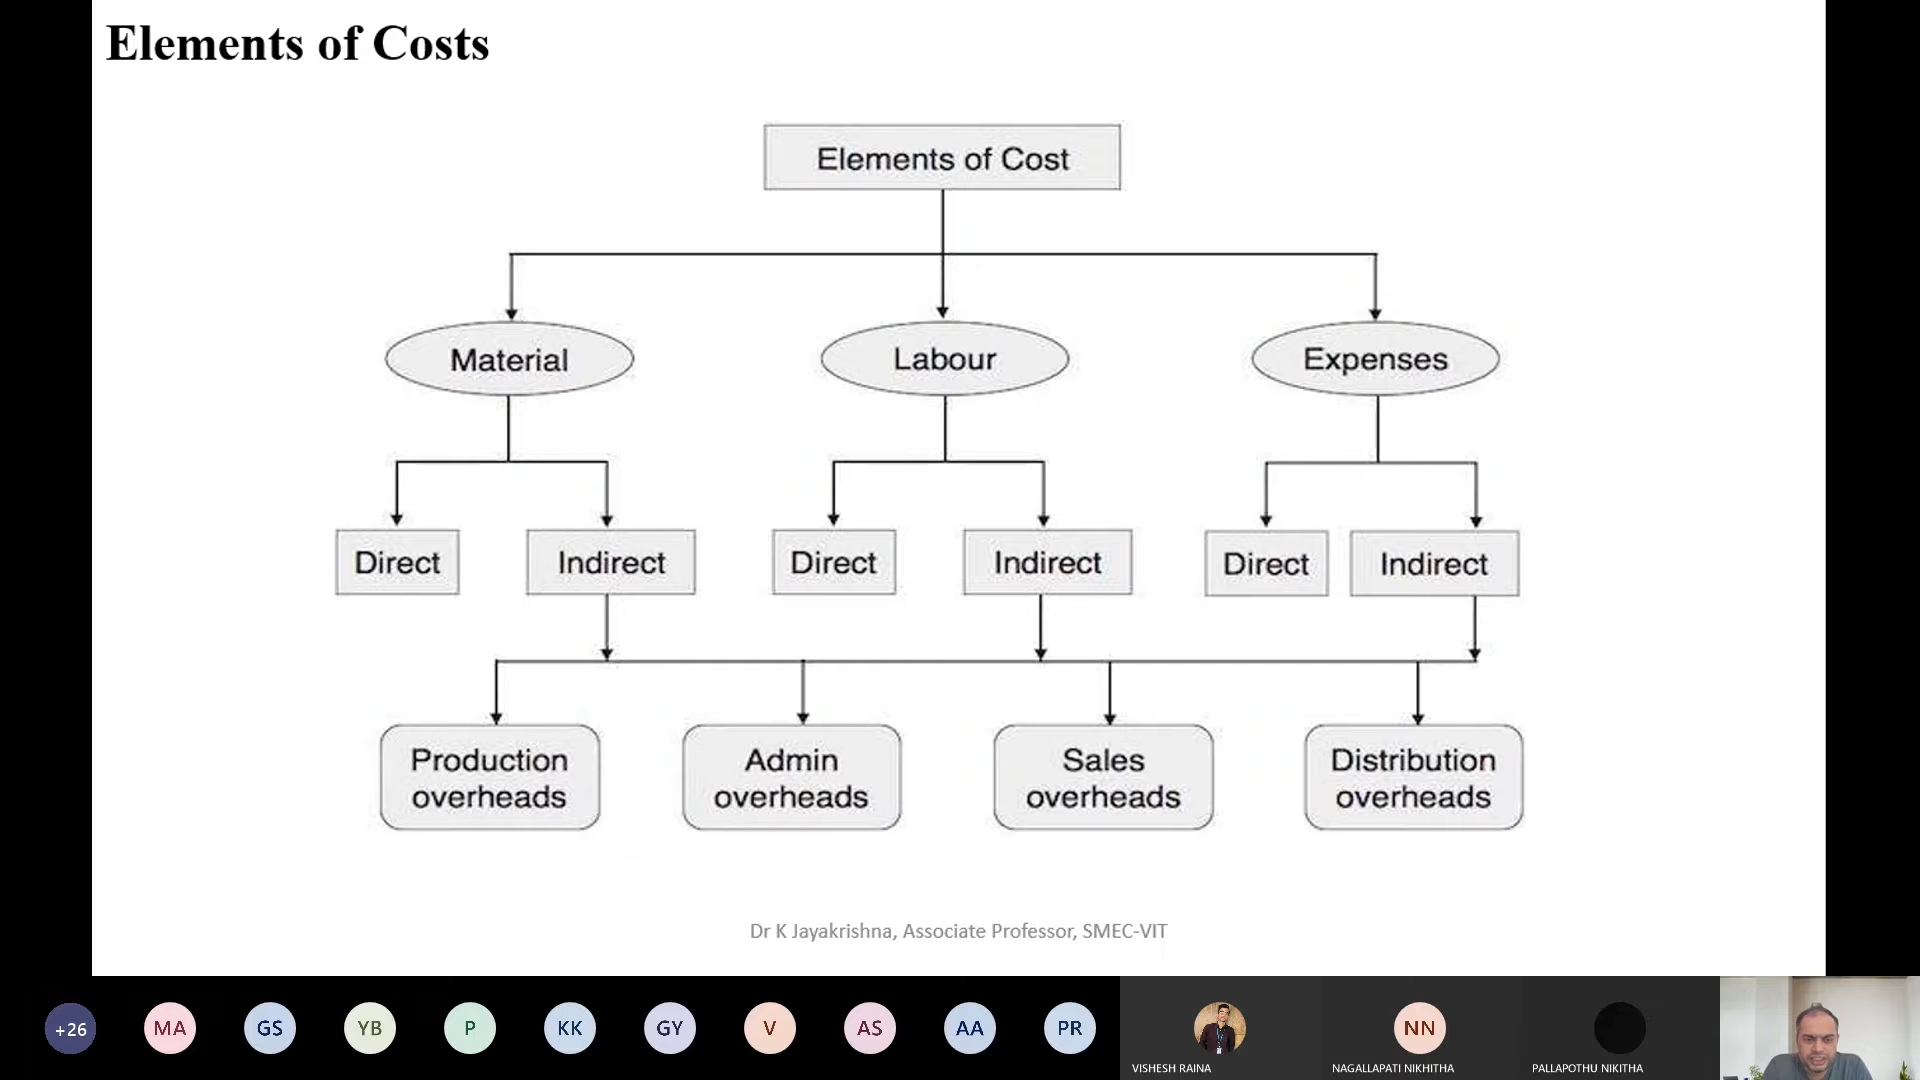 Elements of Costs
Elements of Cost
Material
Labour
Expenses
Direct
Indirect
Direct
Indirect
Direct
Indirect
Production
overheads
Admin
overheads
Sales
overheads
Distribution
overheads
Dr K Jayakrishna, Associate Professor, SMEC-VIT
+26
MA
GS
YB
P
KK
GY
V
AS
AA
PR
NN
VISHESH RAINA
NAGALLAPATI NIKHITHA
PALLAPOTHU NIKITHA